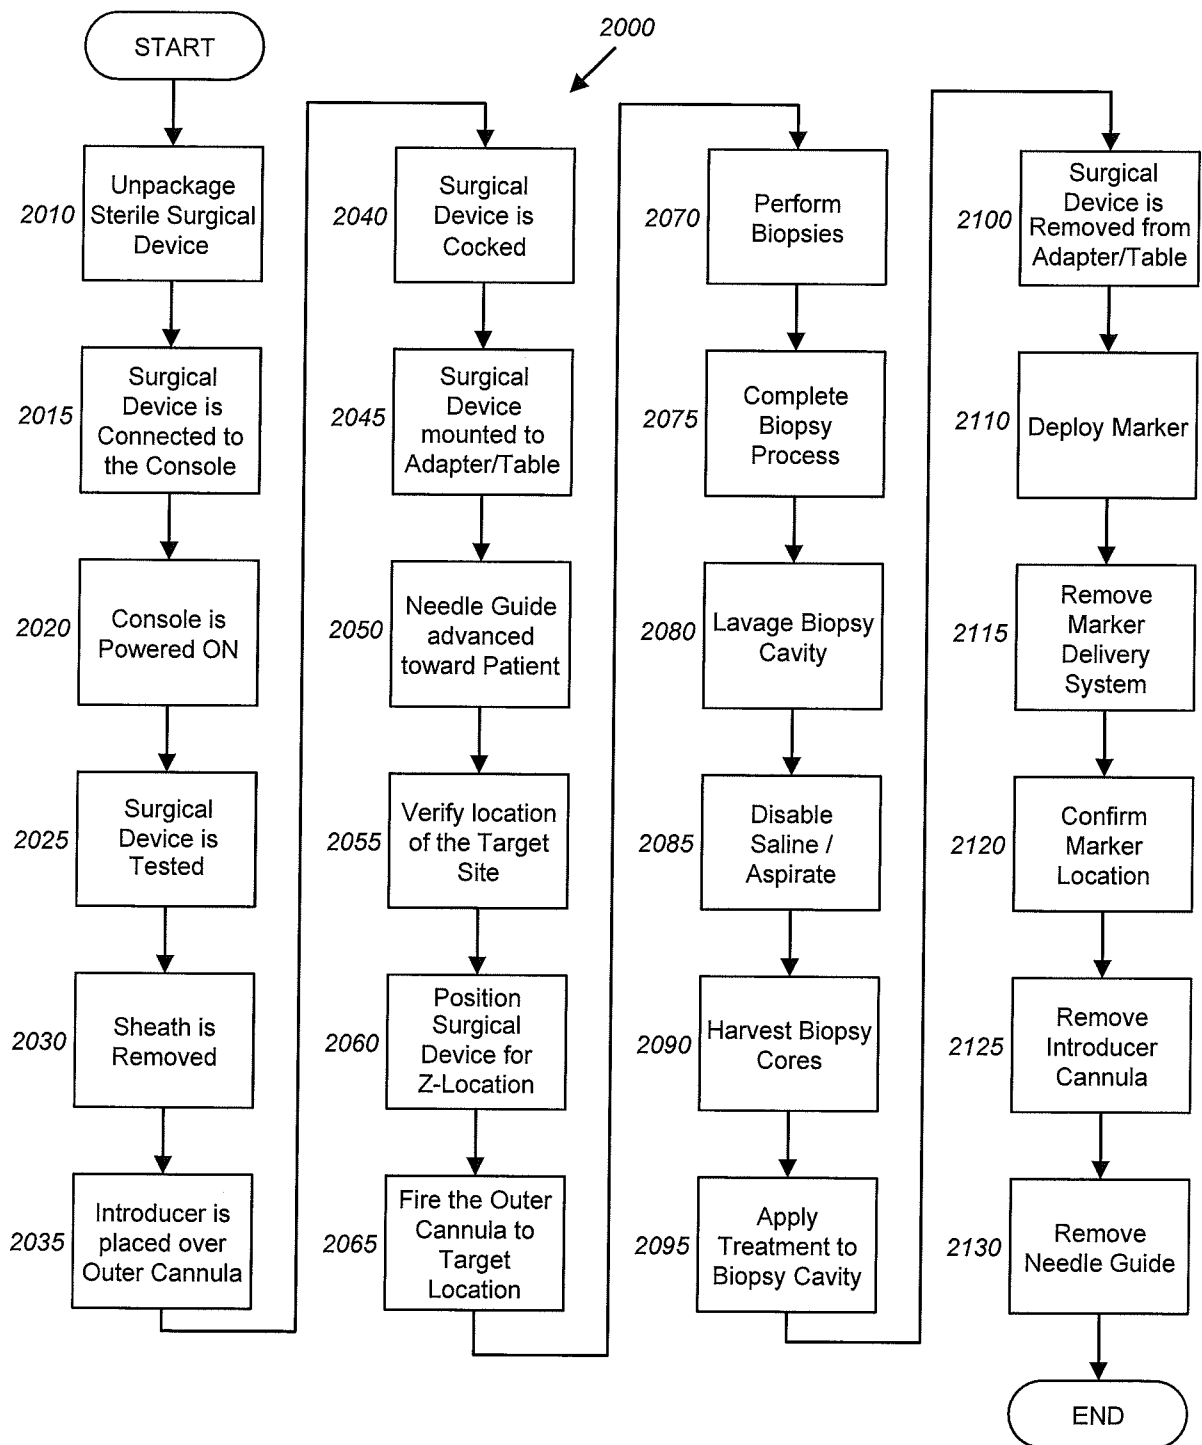 START
2000
2010
Unpackage
Sterile Surgical
Device
2015
Surgical
Device is
Connected to
the Console
2020
Console is
Powered ON
2025
Surgical
Device is
Tested
2030
Sheath is
Removed
2035
Introducer is
placed over
Outer Cannula
2040
Surgical
Device is
Cocked
2045
Surgical
Device
mounted to
Adapter/Table
2050
Needle Guide
advanced
toward Patient
2055
Verify location
of the Target
Site
2060
Position
Surgical
Device for
Z-Location
2065
Fire the Outer
Cannula to
Target
Location
2070
Perform
Biopsies
2075
Complete
Biopsy
Process
2080
Lavage Biopsy
Cavity
2085
Disable
Saline /
Aspirate
2090
Harvest Biopsy
Cores
2095
Apply
Treatment to
Biopsy Cavity
2100
Surgical
Device is
Removed from
Adapter/Table
2110
Deploy Marker
2115
Remove
Marker
Delivery
System
2120
Confirm
Marker
Location
2125
Remove
Introducer
Cannula
2130
Remove
Needle Guide
END